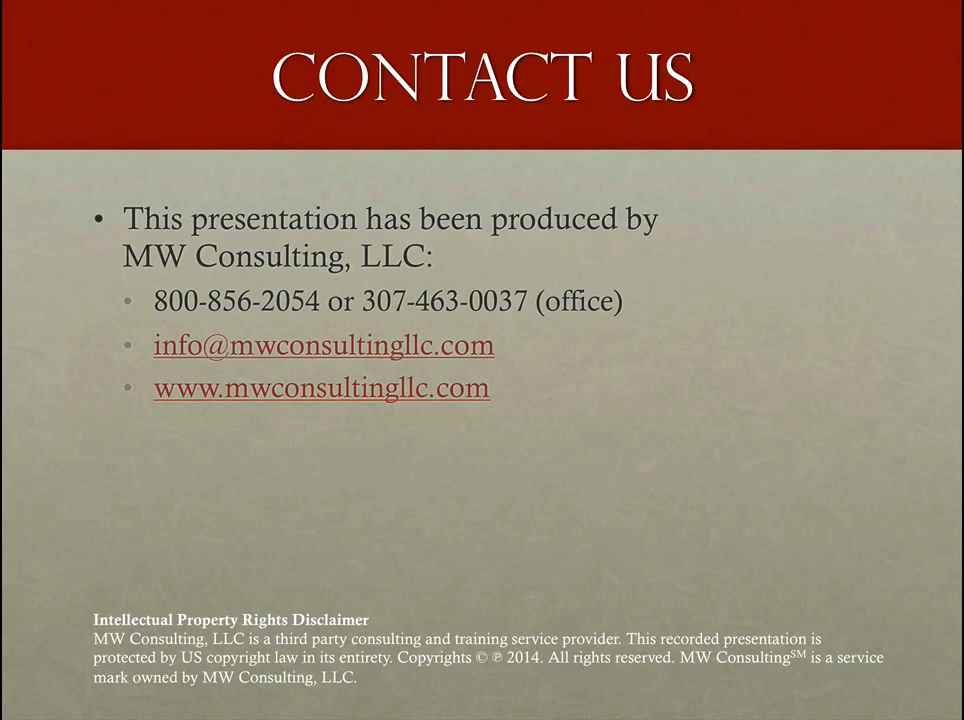 CONTACT US
• This presentation has been produced by
MW Consulting, LLC:
• 800-856-2054 or 307-463-0037 (office)
• info@mwconsultingllc.com
• www.mwconsultingllc.com
Intellectual Property Rights Disclaimer
MW Consulting, LLC is a third party consulting and training service provider. This recorded presentation is
protected by US copyright law in its entirety. Copyrights © ℗ 2014. All rights reserved. MW Consulting℠ is a service
mark owned by MW Consulting, LLC.